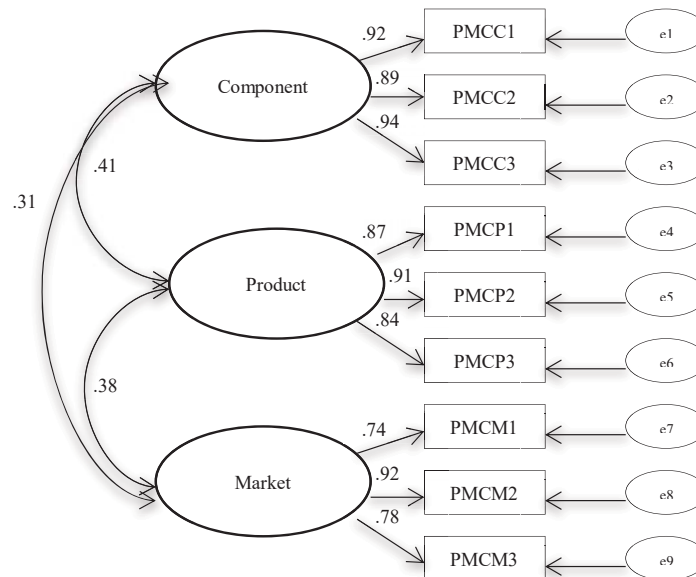 .92 PMCC1 e1
Component .89 PMCC2 e2
.94 PMCC3 e3
.41
.31
.87 PMCP1 e4
Product .91 PMCP2 e5
.84 PMCP3 e6
.38
.74 PMCM1 e7
Market .92 PMCM2 e8
.78 PMCM3 e9